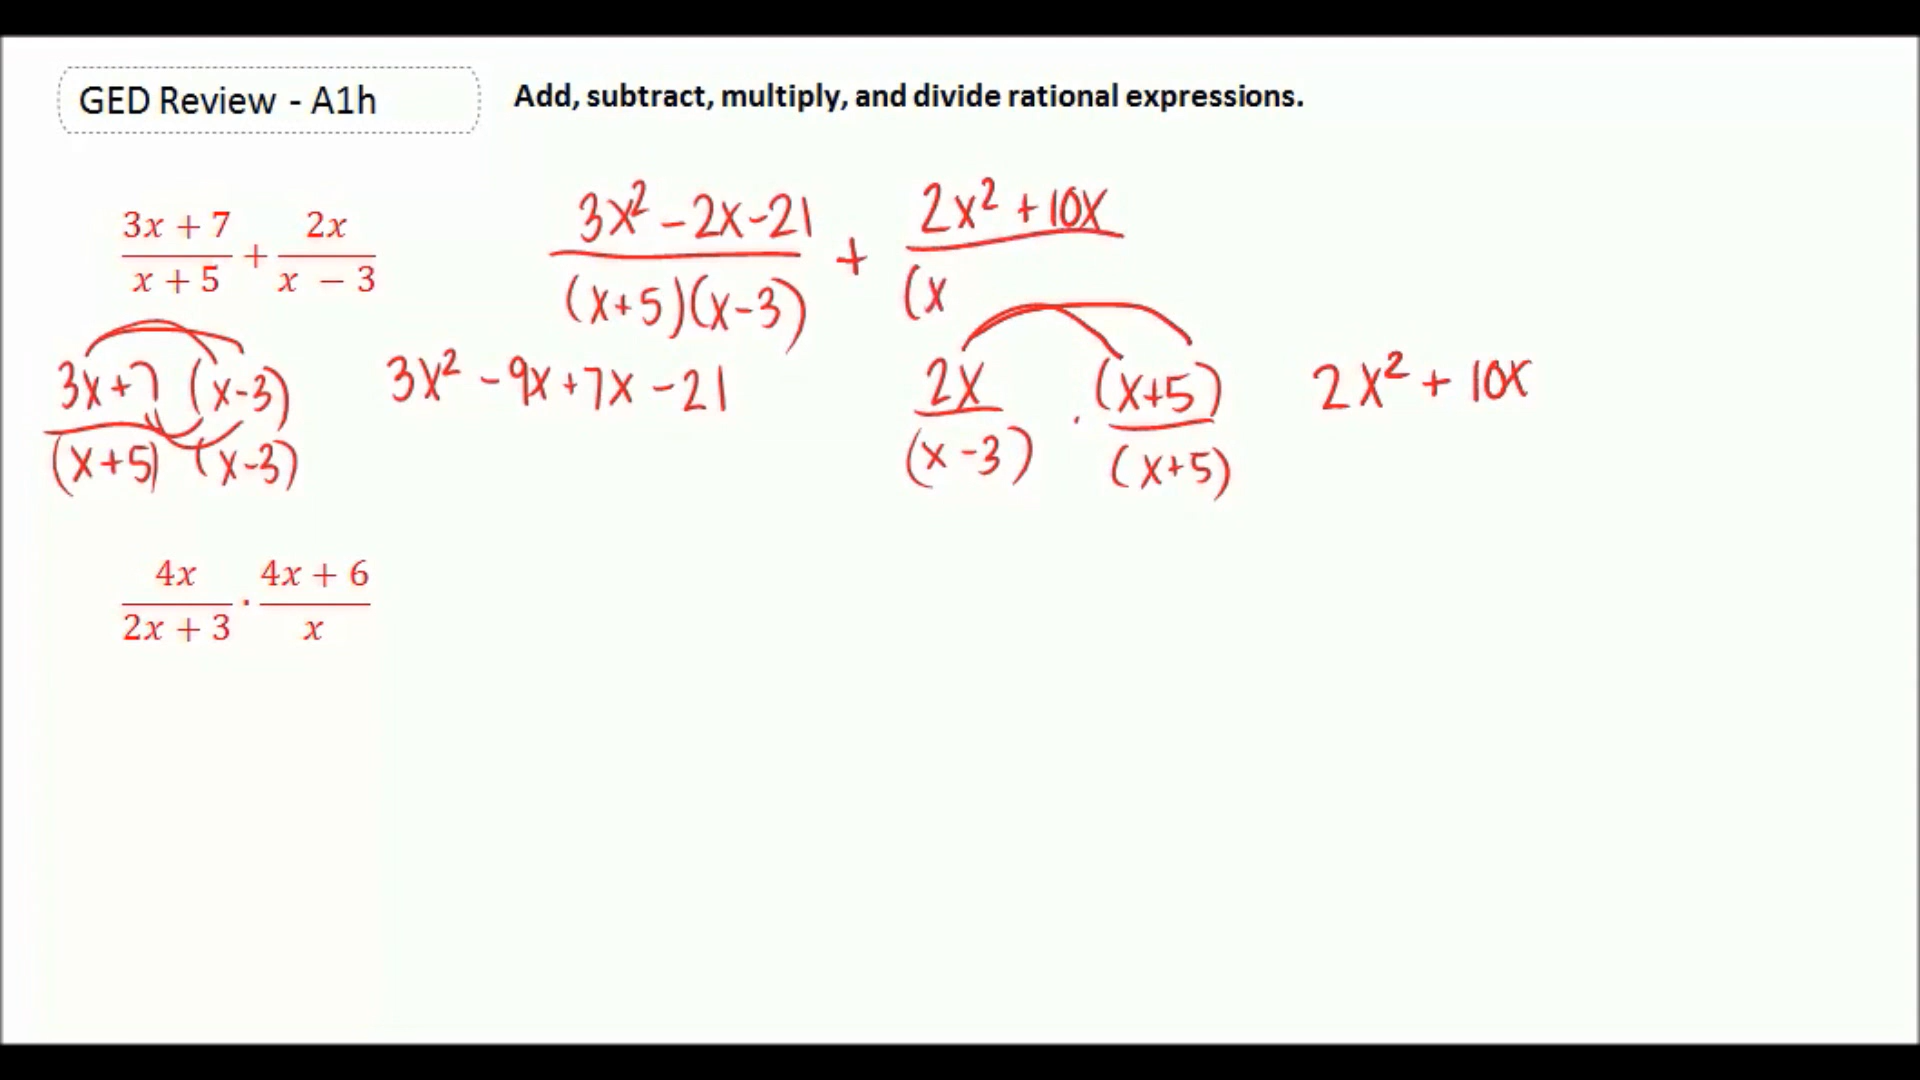 GED Review - A1h
Add, subtract, multiply, and divide rational expressions.
3x + 7 2x
+
x + 5 x - 3
3x² - 2x - 21 2x² + 10x
+
(x+5)(x-3) (x
3x+7 (x-3)
(x+5) (x-3)
3x² - 9x + 7x - 21
2x · (x+5)
(x-3) (x+5)
2x² + 10x
4x 4x + 6
·
2x + 3 x